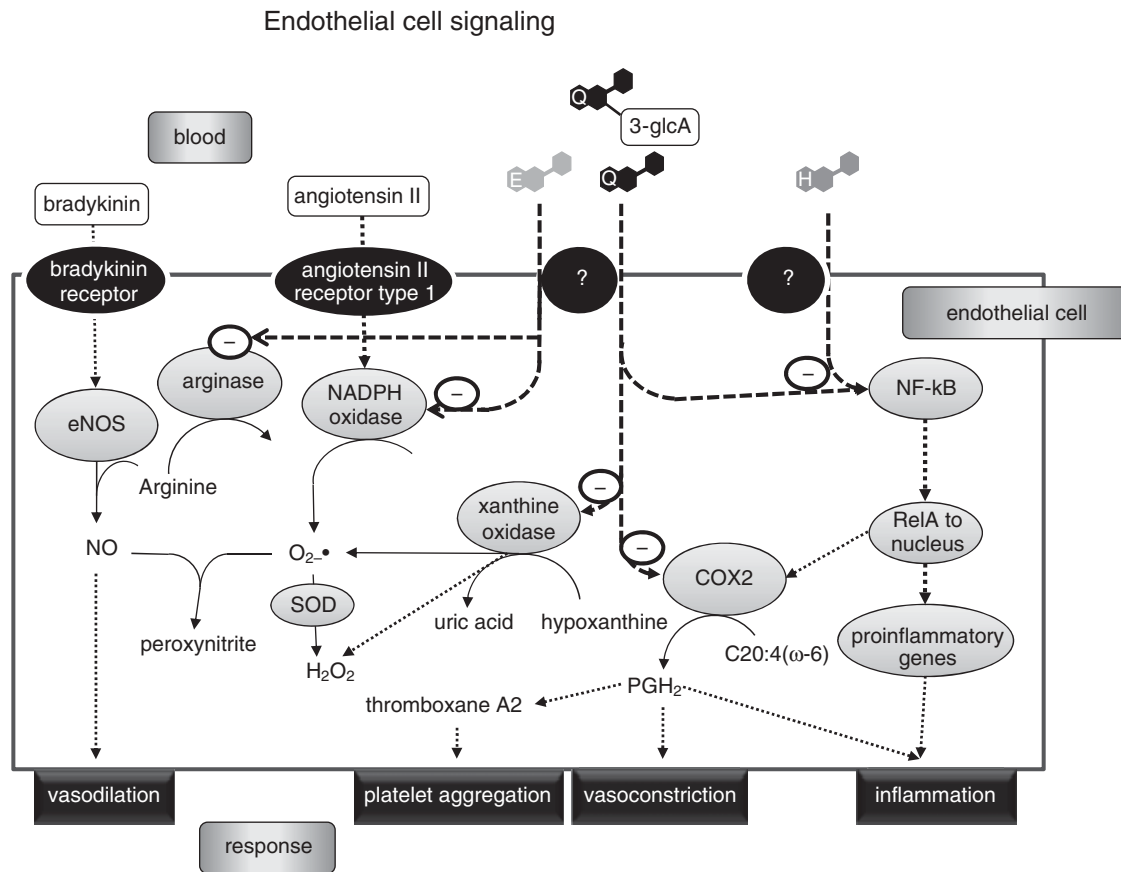 Endothelial cell signaling
Q
3-glcA
blood
E
Q
H
bradykinin
angiotensin II
bradykinin
receptor
angiotensin II
receptor type 1
?
?
endothelial cell
–
arginase
NADPH
oxidase
–
–
NF-kB
eNOS
Arginine
xanthine
oxidase
–
RelA to
nucleus
NO
O₂₋•
–
COX2
SOD
uric acid
hypoxanthine
peroxynitrite
C20:4(ω-6)
proinflammatory
genes
H₂O₂
PGH₂
thromboxane A2
vasodilation
platelet aggregation
vasoconstriction
inflammation
response